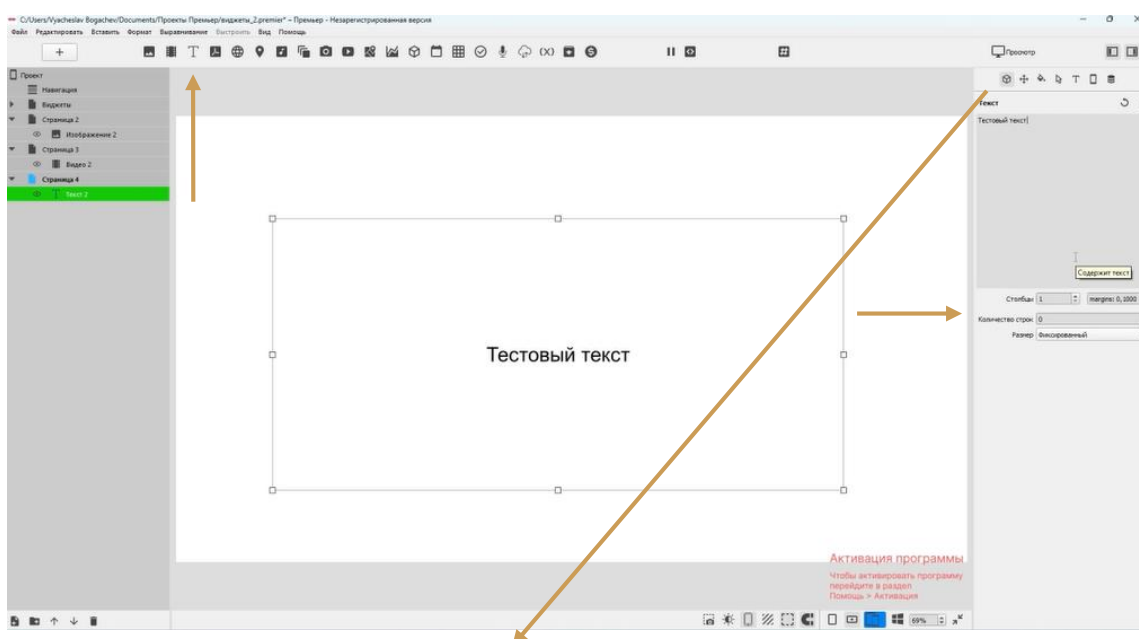 C:/Users/Vyacheslav Bogachev/Documents/Проекты Премьер/виджеты_2.premier* – Премьер - Незарегистрированная версия
Файл Редактировать Вставить Формат Выравнивание Выстроить Вид Помощь
+ T (X) Просмотр
Проект
Навигация
Виджеты
Страница 2
Изображение 2
Страница 3
Видео 2
Страница 4
Текст 2
Текст
Тестовый текст
Содержит текст
Столбцы 1 margins: 0,1000
Количество строк 0
Размер Фиксированный
Тестовый текст
Активация программы
Чтобы активировать программу
перейдите в раздел
Помощь > Активация
69%